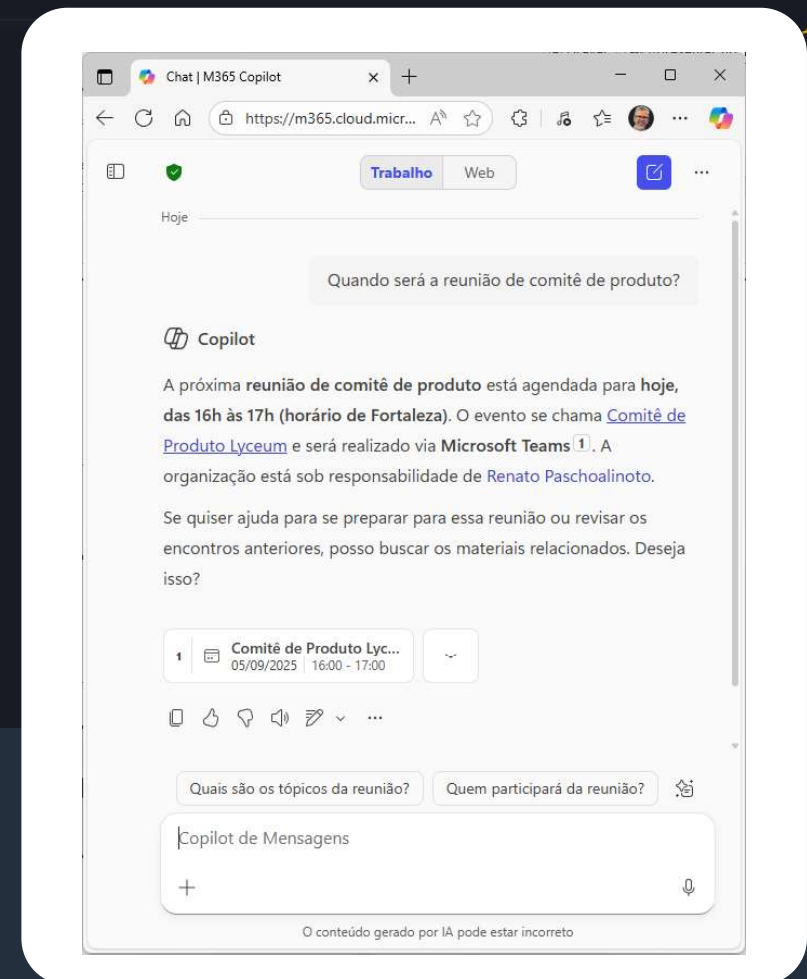 Chat | M365 Copilot
https://m365.cloud.micr...
Trabalho Web
Hoje
Quando será a reunião de comitê de produto?
Copilot
A próxima reunião de comitê de produto está agendada para hoje,
das 16h às 17h (horário de Fortaleza). O evento se chama Comitê de
Produto Lyceum e será realizado via Microsoft Teams 1. A
organização está sob responsabilidade de Renato Paschoalinoto.
Se quiser ajuda para se preparar para essa reunião ou revisar os
encontros anteriores, posso buscar os materiais relacionados. Deseja
isso?
1 Comitê de Produto Lyc...
05/09/2025 16:00 - 17:00
Quais são os tópicos da reunião? Quem participará da reunião?
Copilot de Mensagens
O conteúdo gerado por IA pode estar incorreto